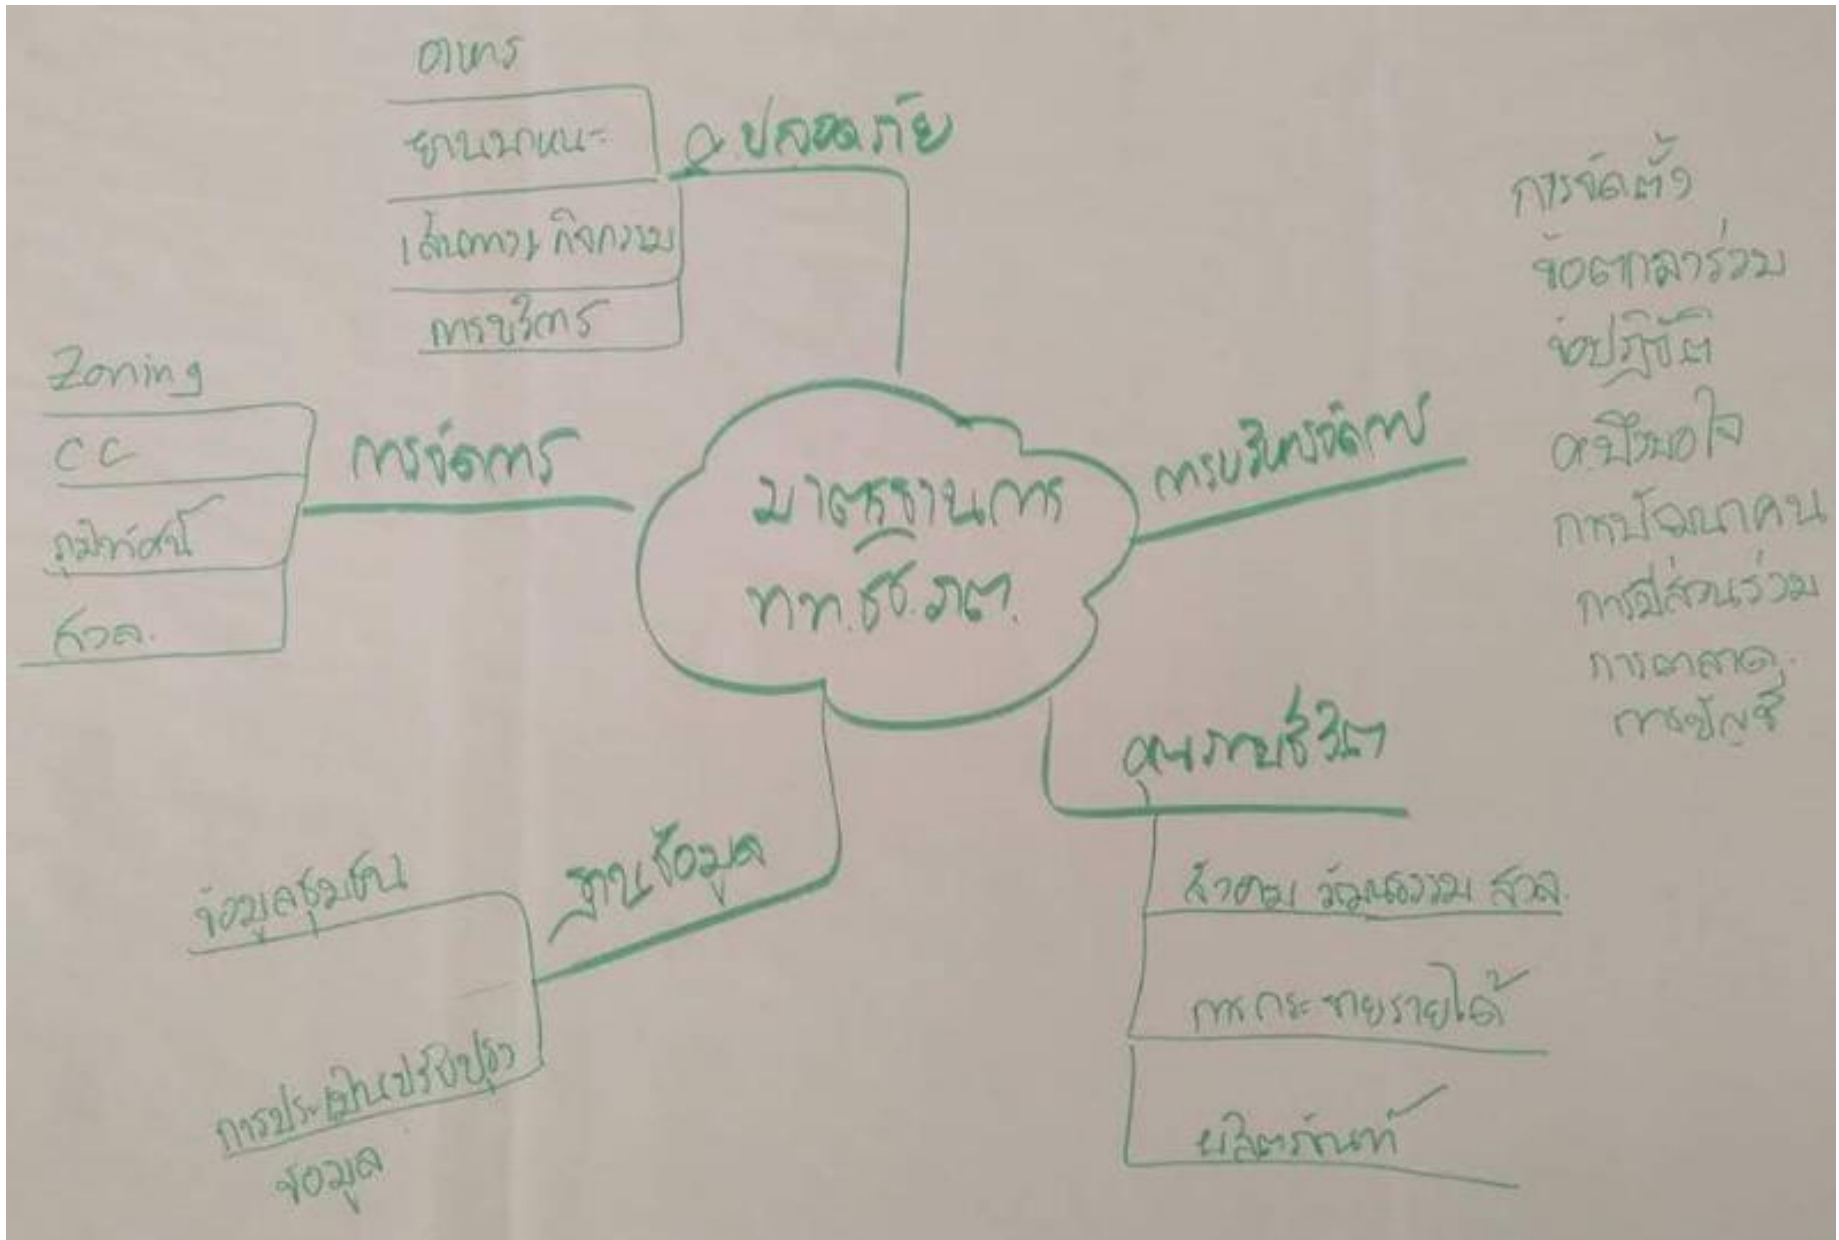 อาหาร
ยานพาหนะ
เส้นทาง กิจกรรม
การบริการ
ค.ปลอดภัย
Zoning
CC
ภูมิทัศน์
สวล.
การจัดการ
มาตรฐานการ
ทท.ธช.ภต.
การบริหารจัดการ
การจัดตั้ง
ข้อตกลงร่วม
ข้อปฏิบัติ
ค.พึงพอใจ
การพัฒนาคน
การมีส่วนร่วม
การตลาด
การบัญชี
คุณภาพชีวิต
สังคม วัฒนธรรม สวล.
การกระจายรายได้
ผลิตภัณฑ์
ฐานข้อมูล
ข้อมูลชุมชน
การประเมินปรับปรุง
ข้อมูล